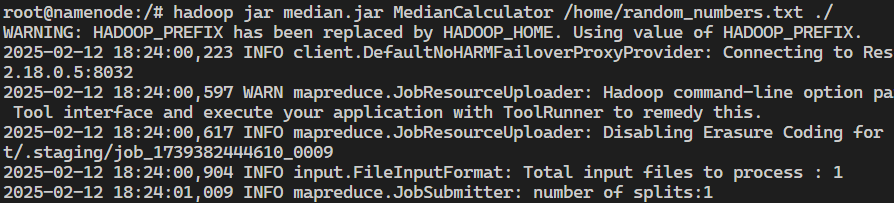 root@namenode:/# hadoop jar median.jar MedianCalculator /home/random_numbers.txt ./
WARNING: HADOOP_PREFIX has been replaced by HADOOP_HOME. Using value of HADOOP_PREFIX.
2025-02-12 18:24:00,223 INFO client.DefaultNoHARMFailoverProxyProvider: Connecting to Res
2.18.0.5:8032
2025-02-12 18:24:00,597 WARN mapreduce.JobResourceUploader: Hadoop command-line option pa
Tool interface and execute your application with ToolRunner to remedy this.
2025-02-12 18:24:00,617 INFO mapreduce.JobResourceUploader: Disabling Erasure Coding for
t/.staging/job_1739382444610_0009
2025-02-12 18:24:00,904 INFO input.FileInputFormat: Total input files to process : 1
2025-02-12 18:24:01,009 INFO mapreduce.JobSubmitter: number of splits:1